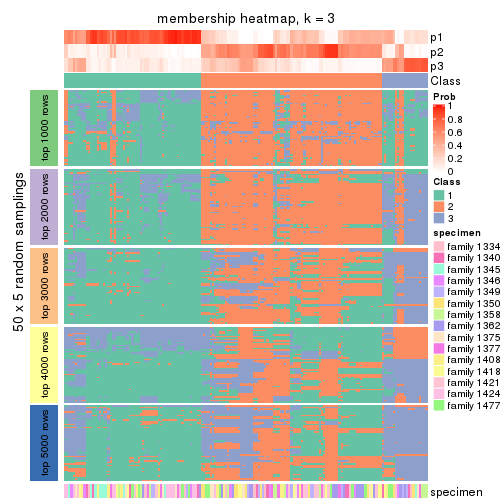 membership heatmap, k = 3
p1
p2
p3
Class
50 x 5 random samplings
top 1000 rows
top 2000 rows
top 3000 rows
top 4000 rows
top 5000 rows
Prob
1
0.8
0.6
0.4
0.2
0
Class
1
2
3
specimen
family 1334
family 1340
family 1345
family 1346
family 1349
family 1350
family 1358
family 1362
family 1375
family 1377
family 1408
family 1418
family 1421
family 1424
family 1477
specimen